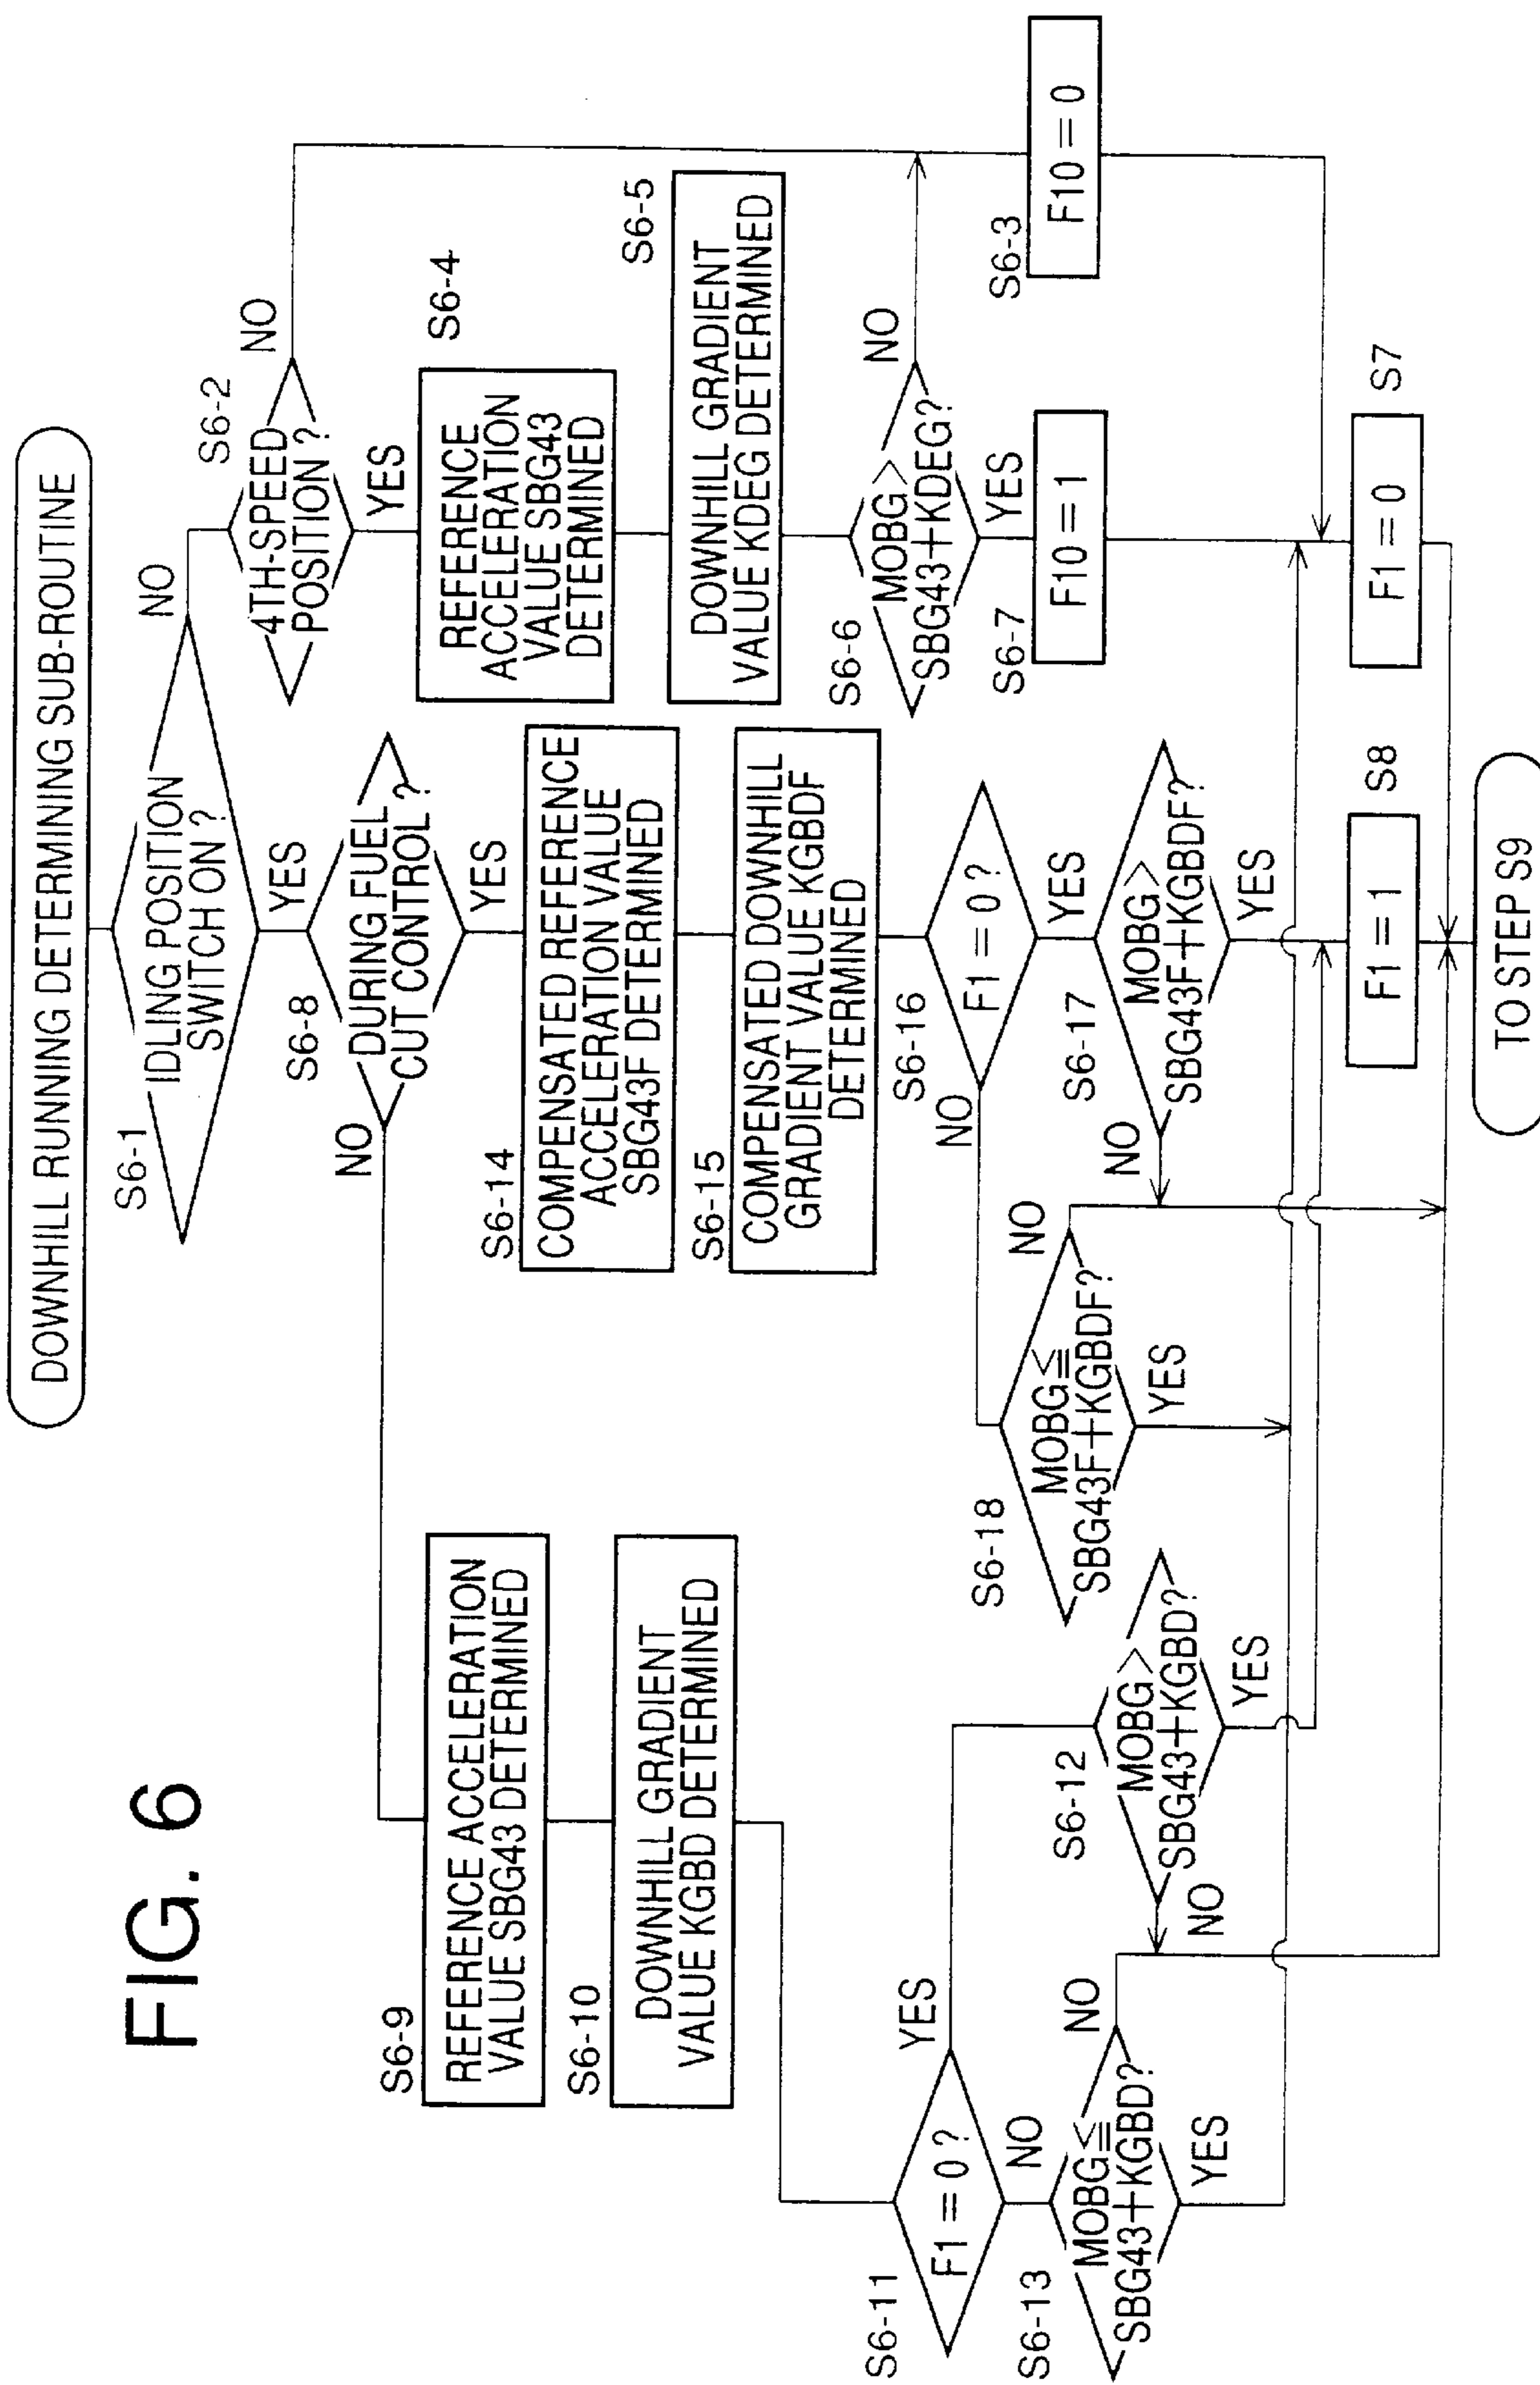 FIG. 6
DOWNHILL RUNNING DETERMINING SUB-ROUTINE
S6-1
IDLING POSITION
SWITCH ON ?
NO
YES
S6-2
4TH-SPEED
POSITION ?
NO
YES
S6-4
REFERENCE
ACCELERATION
VALUE SBG43
DETERMINED
S6-5
DOWNHILL GRADIENT
VALUE KDEG DETERMINED
S6-6
MOBG>
SBG43+KDEG?
NO
YES
S6-7
F10 = 1
S6-3
F10 = 0
S6-8
DURING FUEL
CUT CONTROL ?
NO
YES
S6-14
COMPENSATED REFERENCE
ACCELERATION VALUE
SBG43F DETERMINED
S6-15
COMPENSATED DOWNHILL
GRADIENT VALUE KGBDF
DETERMINED
S6-16
F1 = 0 ?
NO
YES
S6-17
MOBG>
SBG43F+KGBDF?
NO
YES
S6-18
MOBG≦
SBG43F+KGBDF?
NO
YES
S6-9
REFERENCE ACCELERATION
VALUE SBG43 DETERMINED
S6-10
DOWNHILL GRADIENT
VALUE KGBD DETERMINED
S6-11
F1 = 0 ?
YES
NO
S6-12
MOBG>
SBG43+KGBD?
NO
YES
S6-13
MOBG≦
SBG43+KGBD?
NO
YES
F1 = 1
S8
F1 = 0
S7
TO STEP S9